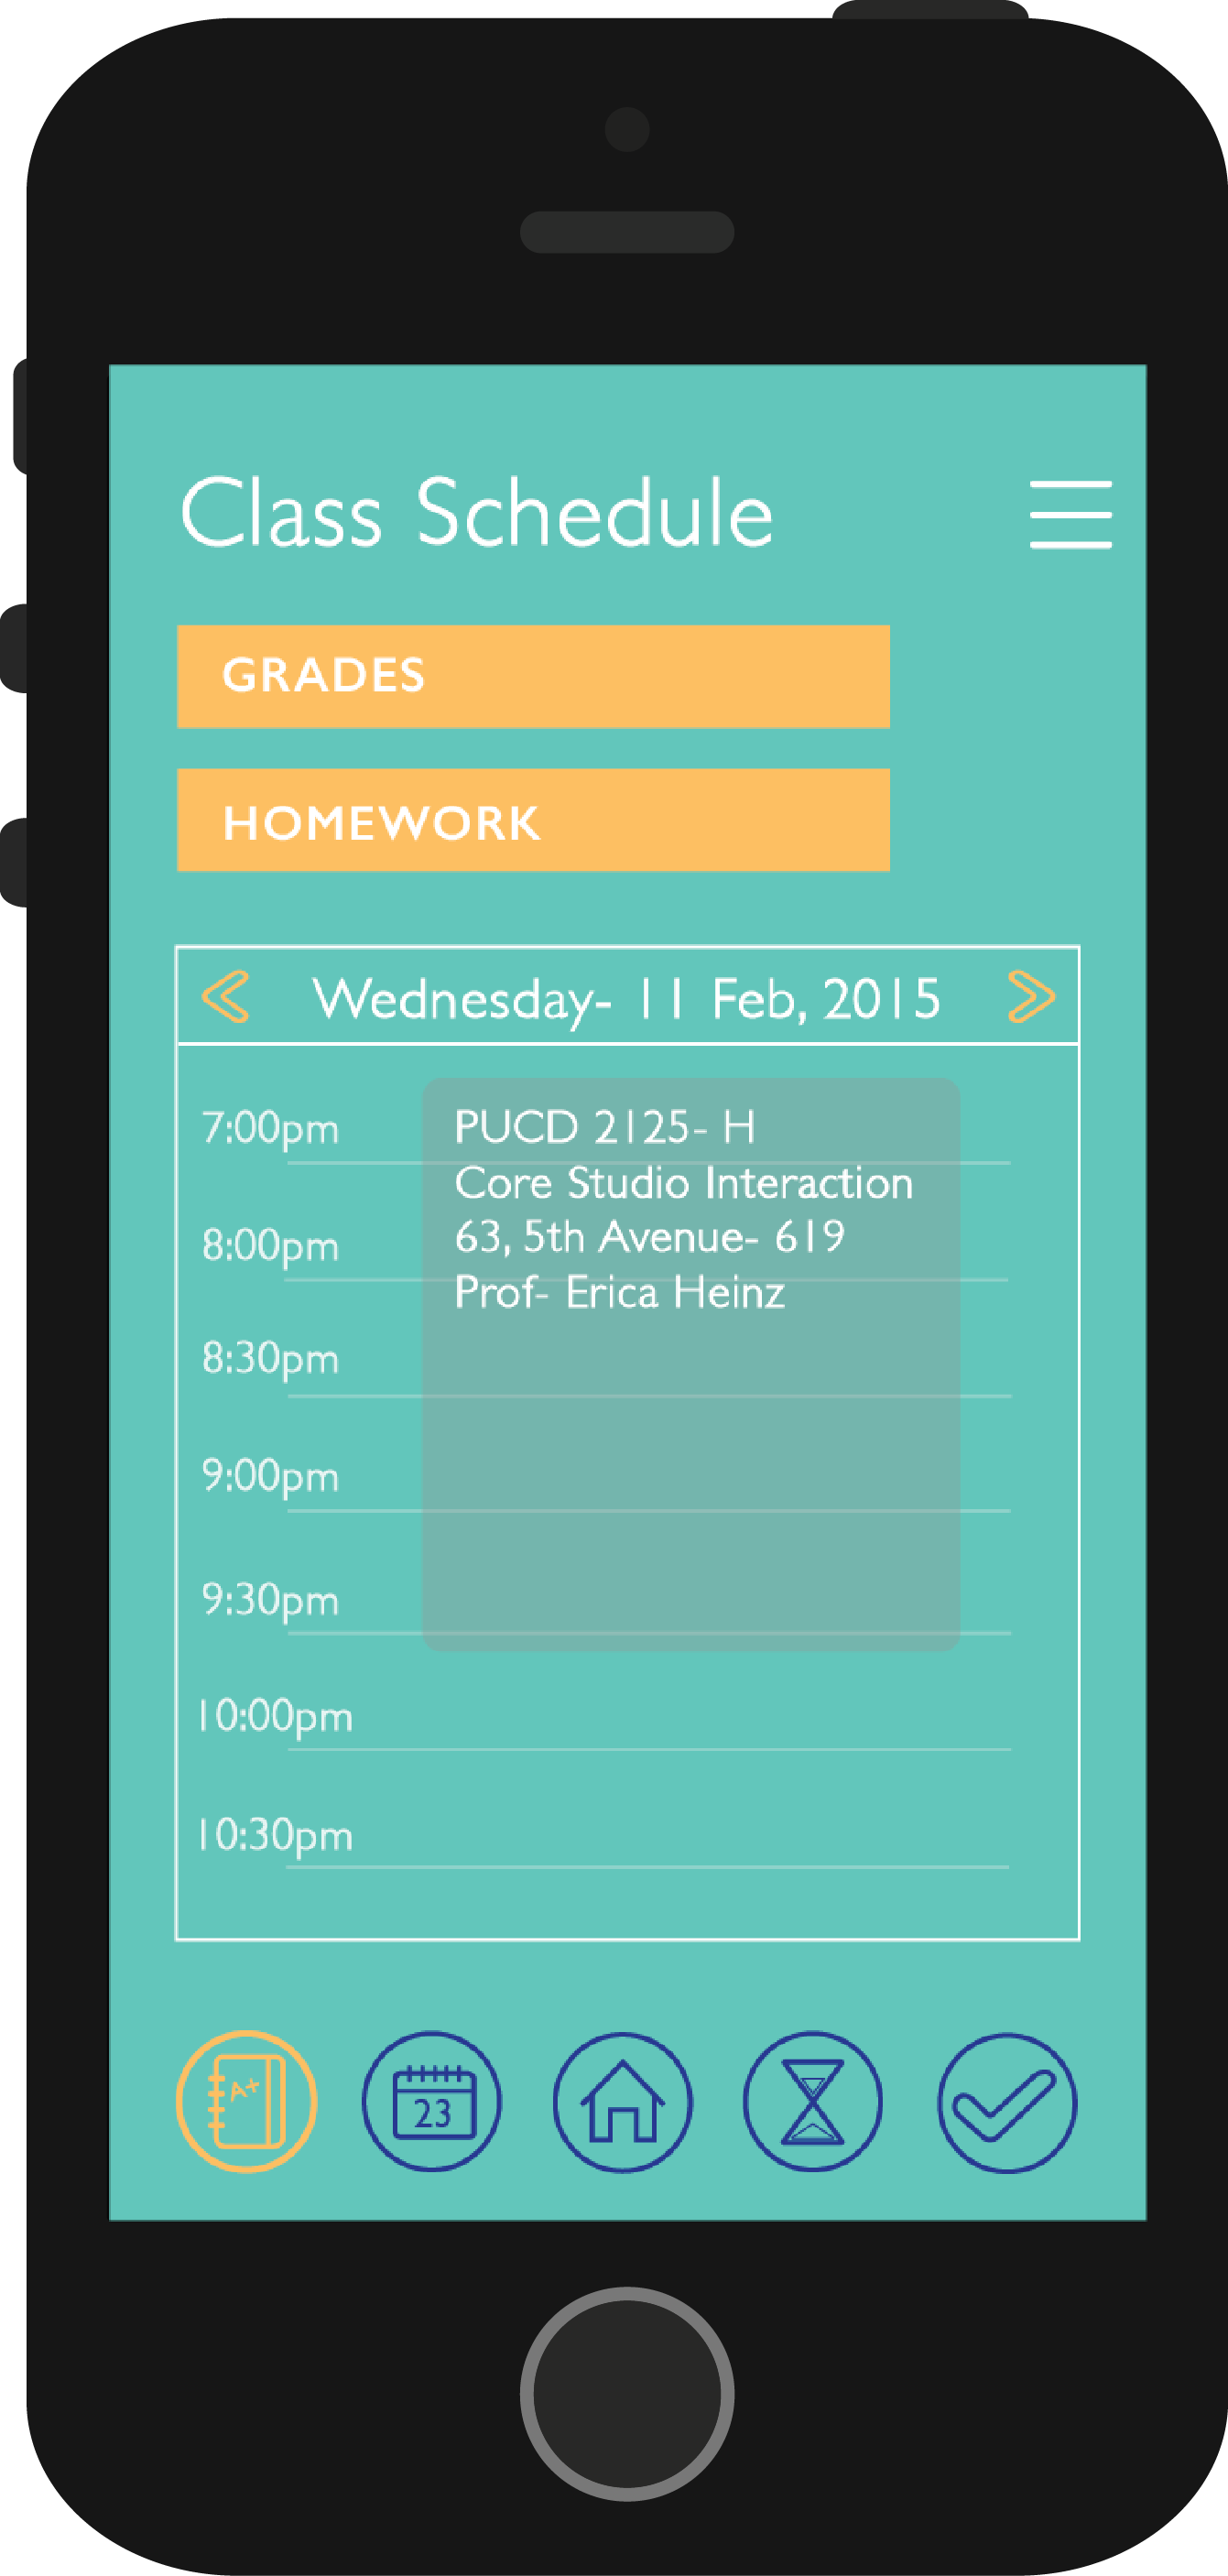 Class Schedule
GRADES
HOMEWORK
Wednesday- 11 Feb, 2015
7:00pm
PUCD 2125- H
Core Studio Interaction
63, 5th Avenue- 619
Prof- Erica Heinz
8:00pm
8:30pm
9:00pm
9:30pm
10:00pm
10:30pm
A+
23